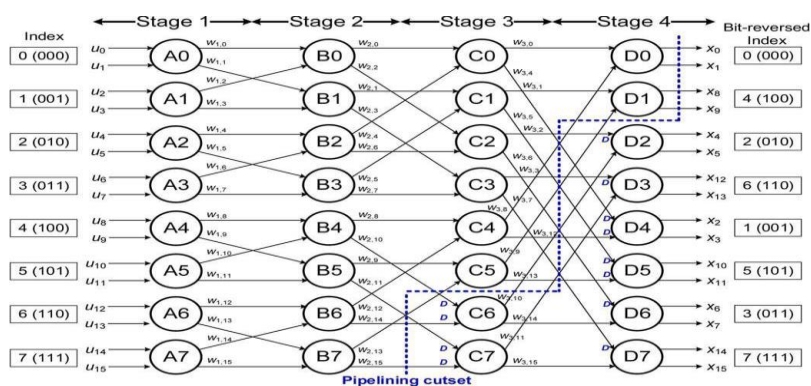 Stage 1 Stage 2 Stage 3 Stage 4
Index
Bit-reversed
Index
0 (000) u0 A0 w1,0 B0 w2,0 C0 w3,0 D0 x0 0 (000)
u1 w1,1 w2,2 w3,4 x1
1 (001) u2 A1 w1,2 B1 w2,1 C1 w3,1 D1 x8 4 (100)
u3 w1,3 w2,3 w3,5 x9
2 (010) u4 A2 w1,4 B2 w2,4 C2 w3,2 D D2 x4 2 (010)
u5 w1,5 w2,6 w3,6 x5
3 (011) u6 A3 w1,6 B3 w2,5 C3 w3,3 D D3 x12 6 (110)
u7 w1,7 w2,7 w3,7 x13
4 (100) u8 A4 w1,8 B4 w2,8 C4 w3,8 w3,12 D D D4 x2 1 (001)
u9 w1,9 w2,10 x3
5 (101) u10 A5 w1,10 B5 w2,9 C5 w3,9 D D D5 x10 5 (101)
u11 w1,11 w2,11 w3,13 x11
6 (110) u12 A6 w1,12 B6 w2,12 D D C6 w3,10 D D6 x6 3 (011)
u13 w1,13 w2,14 w3,14 x7
7 (111) u14 A7 w1,14 B7 w2,13 D C7 w3,11 D D7 x14 7 (111)
u15 w1,15 w2,15 w3,15 x15
Pipelining cutset